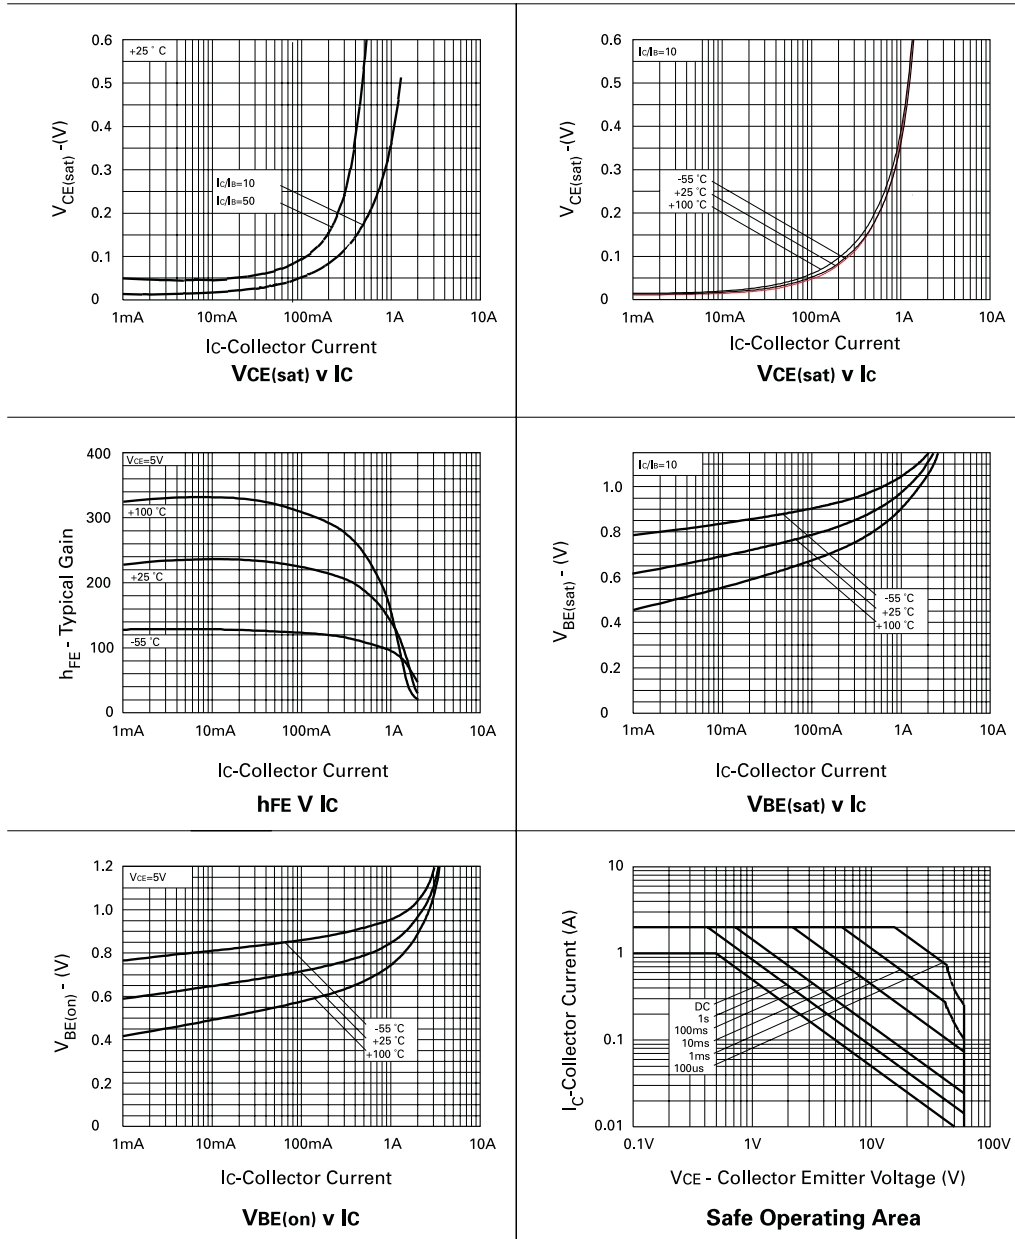 0.6
0.5
0.4
0.3
0.2
0.1
0
VCE(sat) -(V)
+25 °C
IC/IB=10
IC/IB=50
1mA 10mA 100mA 1A 10A
IC-Collector Current
VCE(sat) v IC
0.6
0.5
0.4
0.3
0.2
0.1
0
VCE(sat) -(V)
IC/IB=10
-55 °C
+25 °C
+100 °C
1mA 10mA 100mA 1A 10A
IC-Collector Current
VCE(sat) v IC
400
300
200
100
0
hFE - Typical Gain
VCE=5V
+100 °C
+25 °C
-55 °C
1mA 10mA 100mA 1A 10A
IC-Collector Current
hFE V IC
1.0
0.8
0.6
0.4
0.2
0
VBE(sat) - (V)
IC/IB=10
-55 °C
+25 °C
+100 °C
1mA 10mA 100mA 1A 10A
IC-Collector Current
VBE(sat) v IC
1.2
1.0
0.8
0.6
0.4
0.2
0
VBE(on) - (V)
VCE=5V
-55 °C
+25 °C
+100 °C
1mA 10mA 100mA 1A 10A
IC-Collector Current
VBE(on) v IC
10
1
0.1
0.01
IC-Collector Current (A)
DC
1s
100ms
10ms
1ms
100us
0.1V 1V 10V 100V
VCE - Collector Emitter Voltage (V)
Safe Operating Area